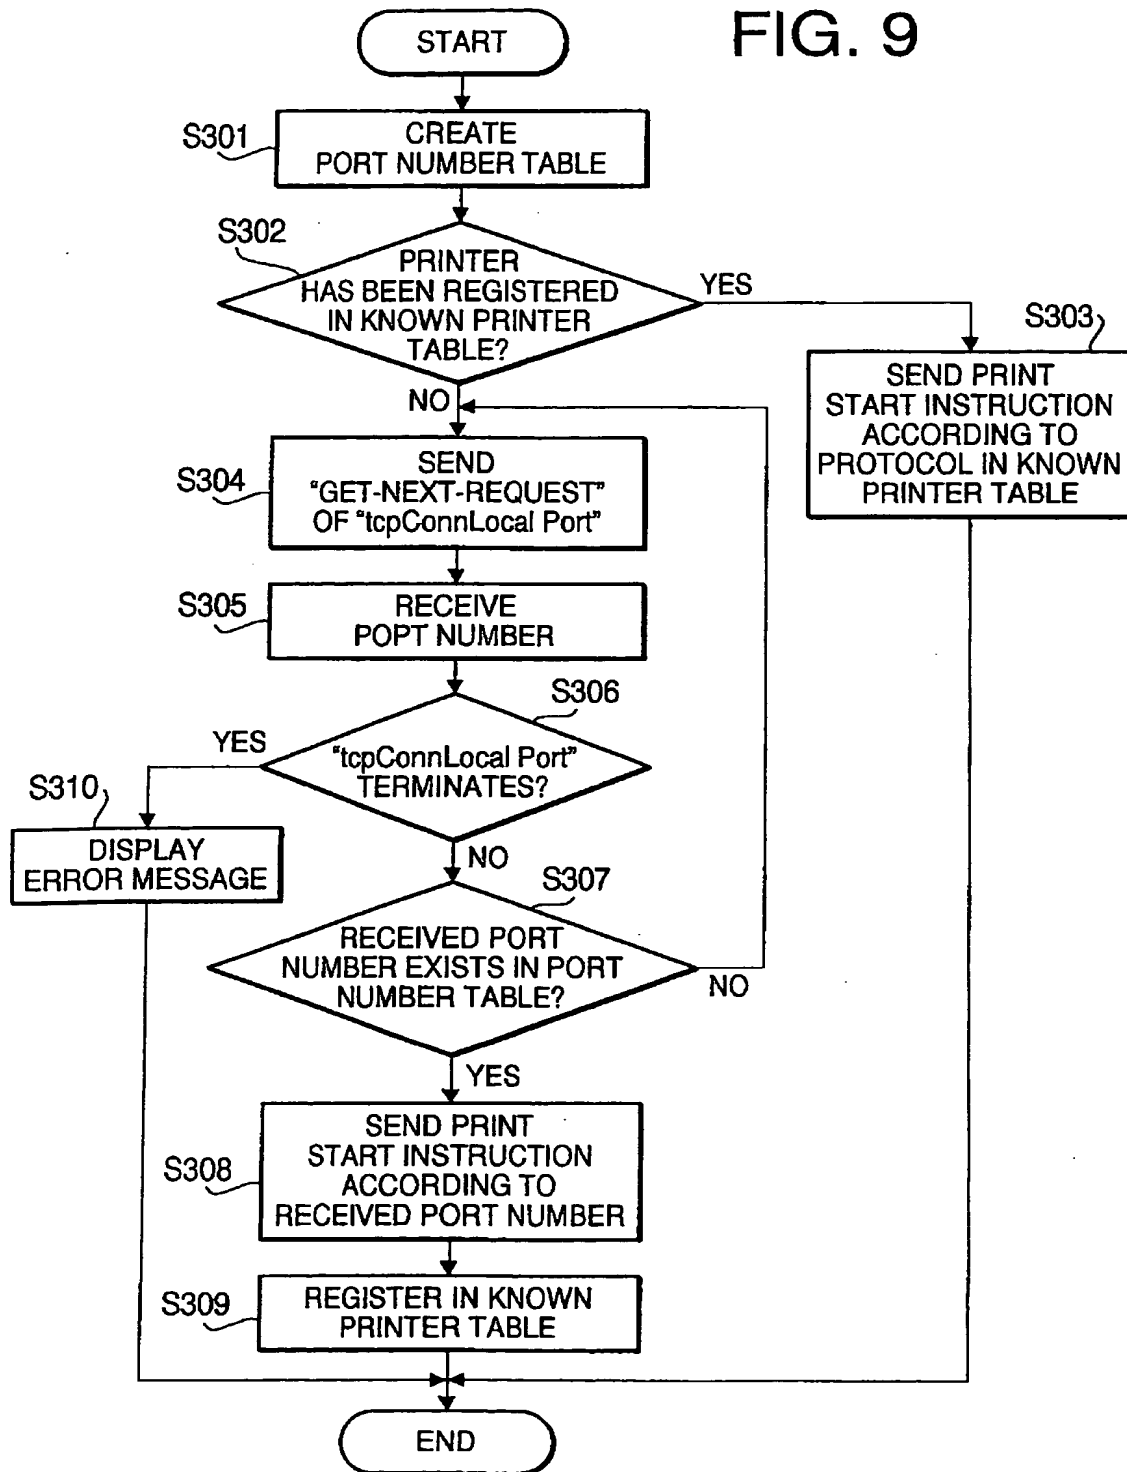 FIG. 9
START
S301
CREATE
PORT NUMBER TABLE
S302
PRINTER
HAS BEEN REGISTERED
IN KNOWN PRINTER
TABLE?
YES
NO
S303
SEND PRINT
START INSTRUCTION
ACCORDING TO
PROTOCOL IN KNOWN
PRINTER TABLE
S304
SEND
"GET-NEXT-REQUEST"
OF "tcpConnLocal Port"
S305
RECEIVE
POPT NUMBER
S306
"tcpConnLocal Port"
TERMINATES?
YES
NO
S310
DISPLAY
ERROR MESSAGE
S307
RECEIVED PORT
NUMBER EXISTS IN PORT
NUMBER TABLE?
NO
YES
S308
SEND PRINT
START INSTRUCTION
ACCORDING TO
RECEIVED PORT NUMBER
S309
REGISTER IN KNOWN
PRINTER TABLE
END